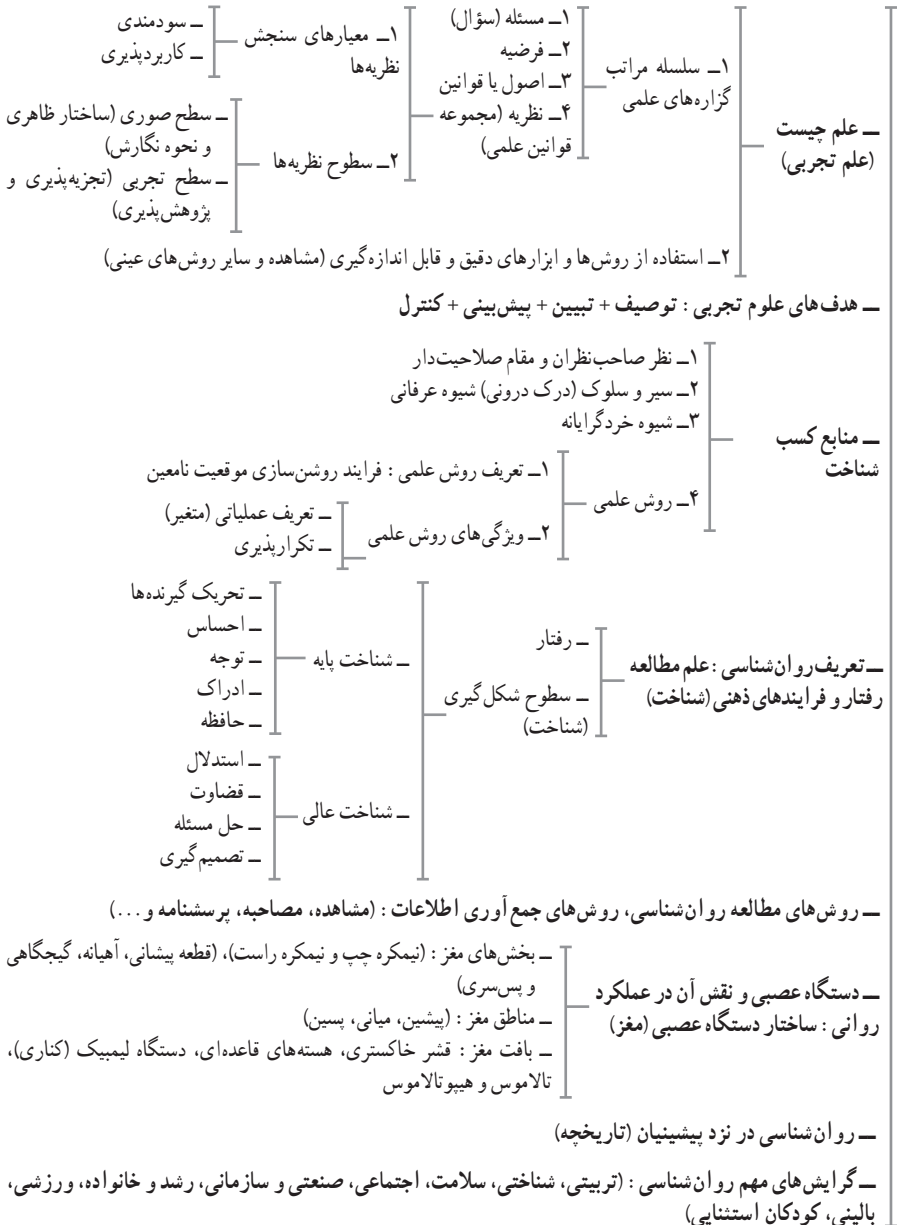 ـ علم چیست
(علم تجربی)
۱ـ سلسله مراتب
گزاره‌های علمی
۱ـ مسئله (سؤال)
۲ـ فرضیه
۳ـ اصول یا قوانین
۴ـ نظریه (مجموعه
قوانین علمی)
۱ـ معیارهای سنجش
نظریه‌ها
ـ سودمندی
ـ کاربردپذیری
۲ـ سطوح نظریه‌ها
ـ سطح صوری (ساختار ظاهری
و نحوه نگارش)
ـ سطح تجربی (تجزیه‌پذیری و
پژوهش‌پذیری)
۲ـ استفاده از روش‌ها و ابزارهای دقیق و قابل اندازه‌گیری (مشاهده و سایر روش‌های عینی)
ـ هدف‌های علوم تجربی : توصیف + تبیین + پیش‌بینی + کنترل
ـ منابع کسب
شناخت
۱ـ نظر صاحب‌نظران و مقام صلاحیت‌دار
۲ـ سیر و سلوک (درک درونی) شیوه عرفانی
۳ـ شیوه خردگرایانه
۴ـ روش علمی
۱ـ تعریف روش علمی : فرایند روشن‌سازی موقعیت نامعین
۲ـ ویژگی‌های روش علمی
ـ تعریف عملیاتی (متغیر)
ـ تکرارپذیری
ـ تعریف روان‌شناسی : علم مطالعه
رفتار و فرایندهای ذهنی (شناخت)
ـ رفتار
ـ سطوح شکل‌گیری
(شناخت)
ـ شناخت پایه
ـ تحریک گیرنده‌ها
ـ احساس
ـ توجه
ـ ادراک
ـ حافظه
ـ شناخت عالی
ـ استدلال
ـ قضاوت
ـ حل مسئله
ـ تصمیم‌گیری
ـ روش‌های مطالعه روان‌شناسی، روش‌های جمع‌آوری اطلاعات : (مشاهده، مصاحبه، پرسشنامه و...)
ـ دستگاه عصبی و نقش آن در عملکرد
روانی : ساختار دستگاه عصبی (مغز)
ـ بخش‌های مغز : (نیمکره چپ و نیمکره راست)، (قطعه پیشانی، آهیانه، گیجگاهی
و پس‌سری)
ـ مناطق مغز : (پیشین، میانی، پسین)
ـ بافت مغز : قشر خاکستری، هسته‌های قاعده‌ای، دستگاه لیمبیک (کناری)،
تالاموس و هیپوتالاموس
ـ روان‌شناسی در نزد پیشینیان (تاریخچه)
ـ گرایش‌های مهم روان‌شناسی : (تربیتی، شناختی، سلامت، اجتماعی، صنعتی و سازمانی، رشد و خانواده، ورزشی،
بالینی، کودکان استثنایی)